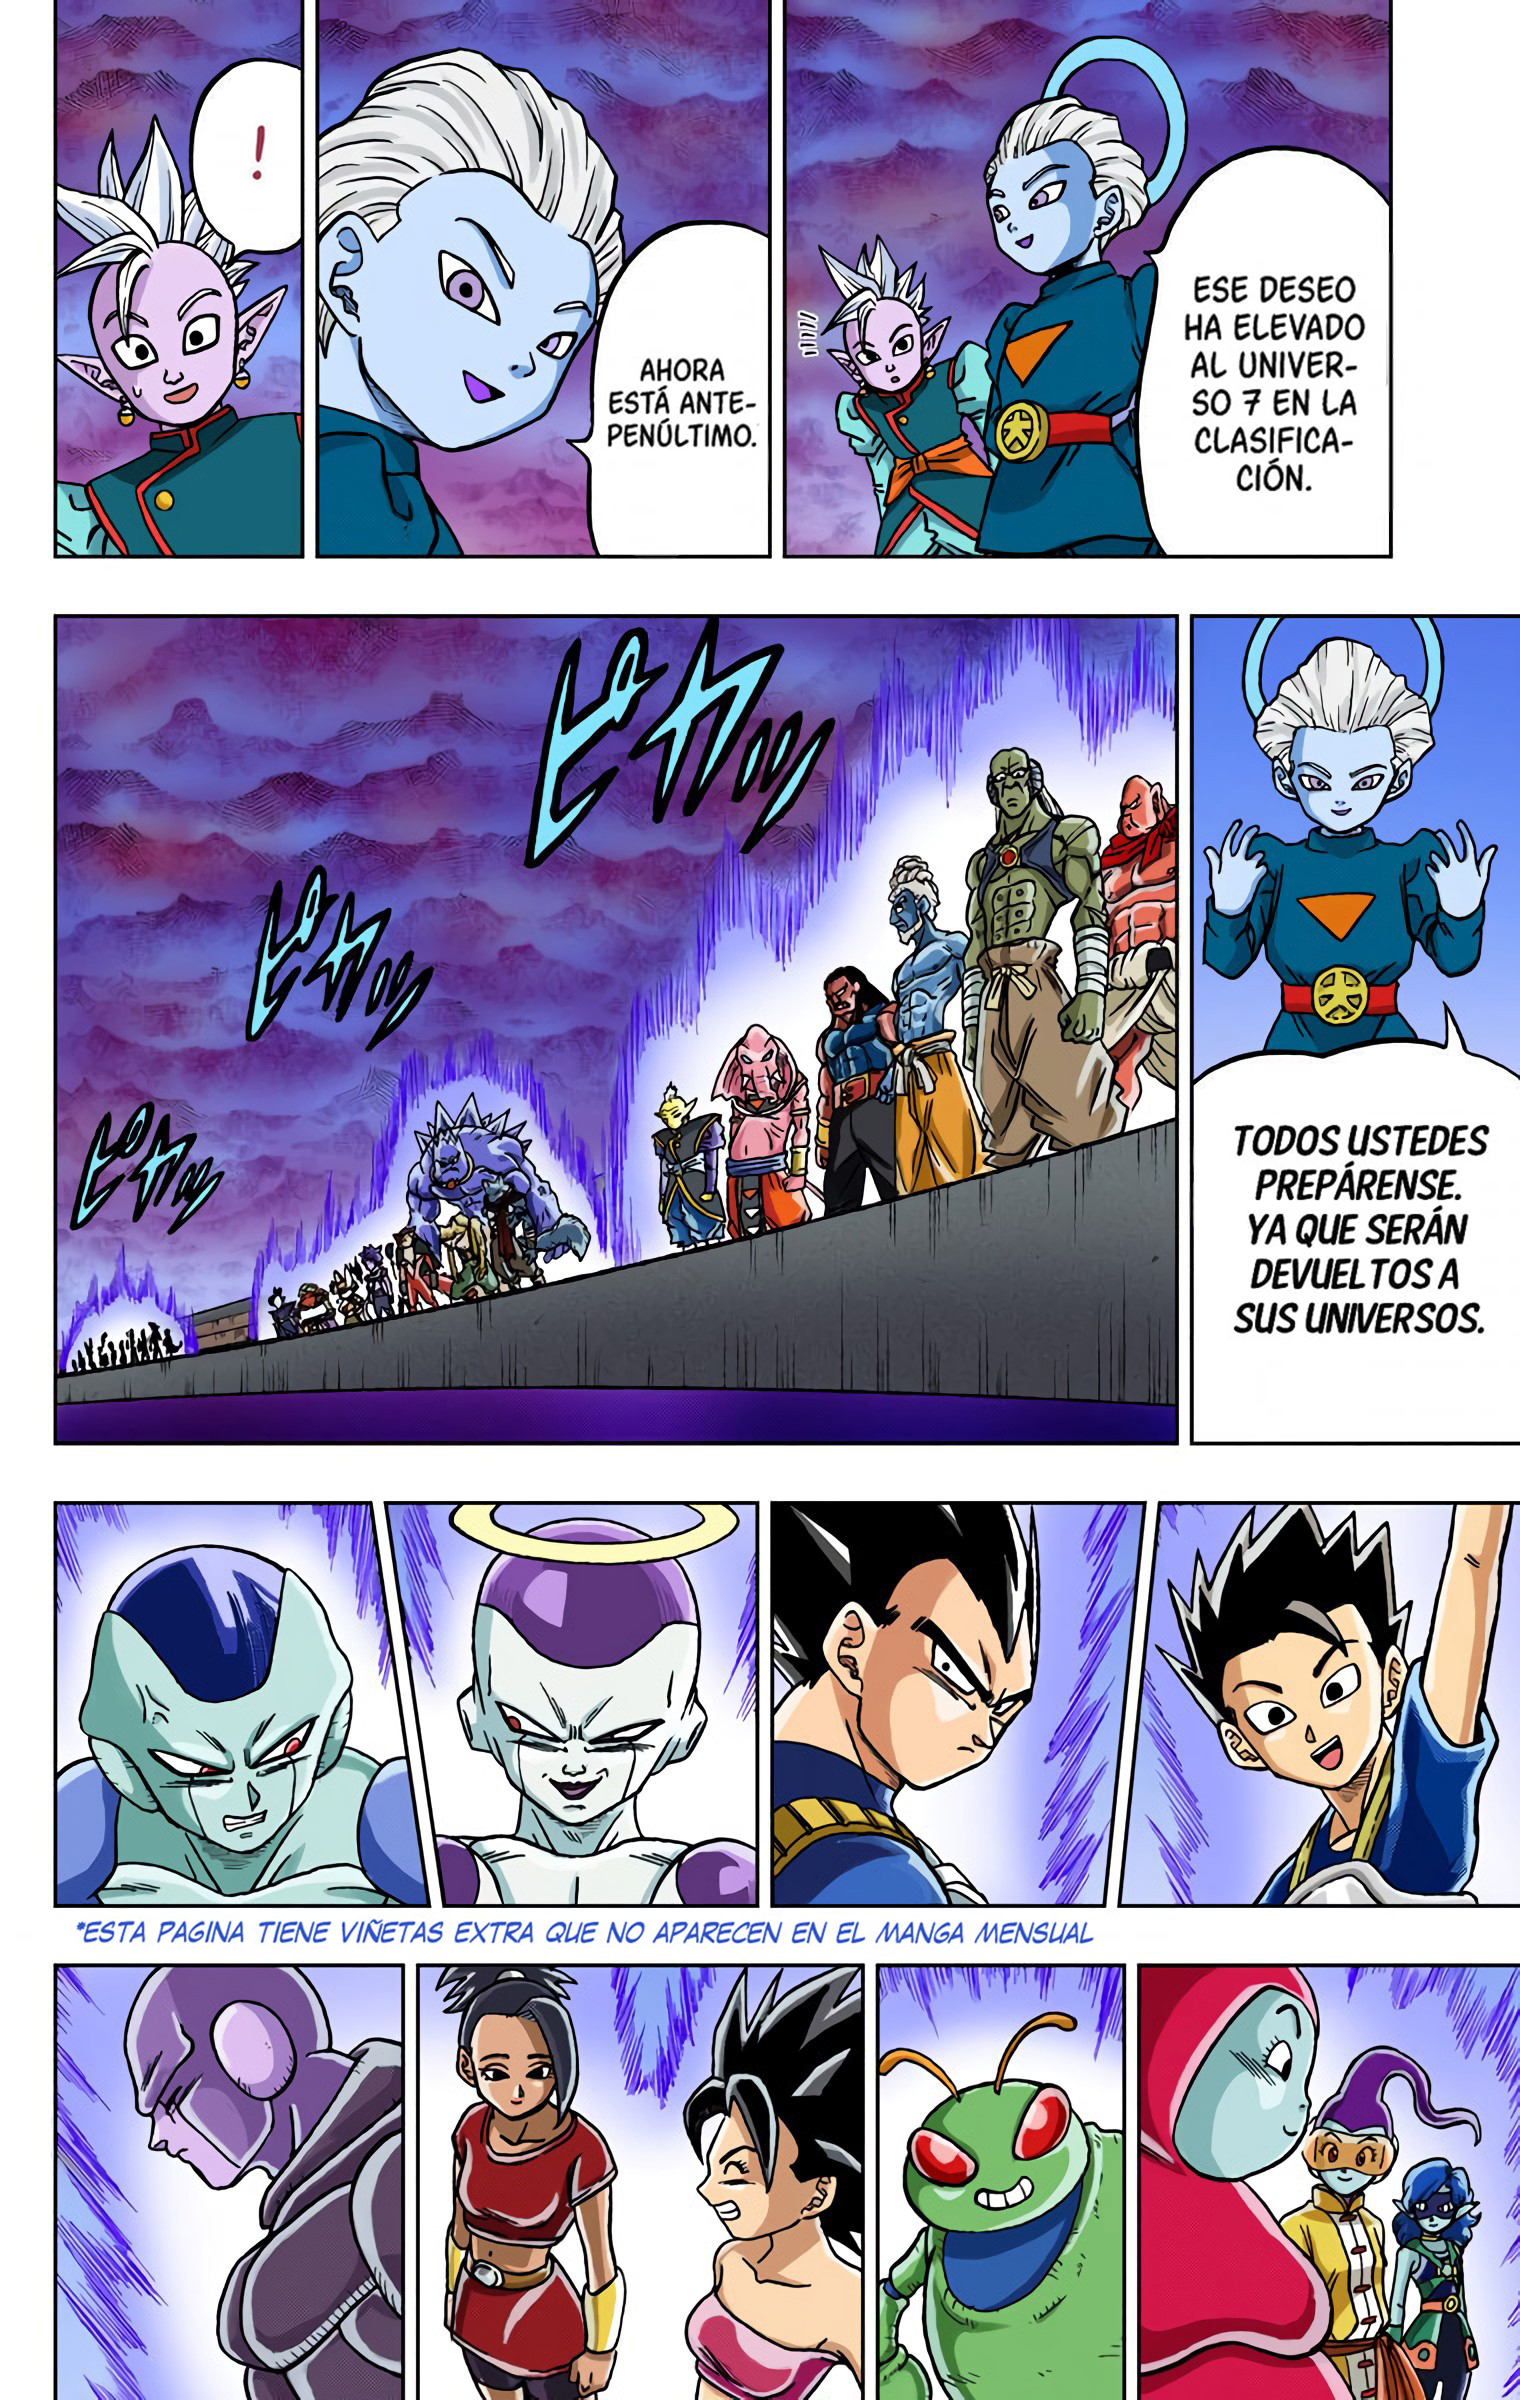 ESE DESEO
HA ELEVADO
AL UNIVER-
SO 7 EN LA
CLASIFICA-
CIÓN.
AHORA
ESTÁ ANTE-
PENÚLTIMO.
!
TODOS USTEDES
PREPÁRENSE.
YA QUE SERÁN
DEVUELTOS A
SUS UNIVERSOS.
ピカッ
ピカッ
ピカッ
*ESTA PAGINA TIENE VIÑETAS EXTRA QUE NO APARECEN EN EL MANGA MENSUAL